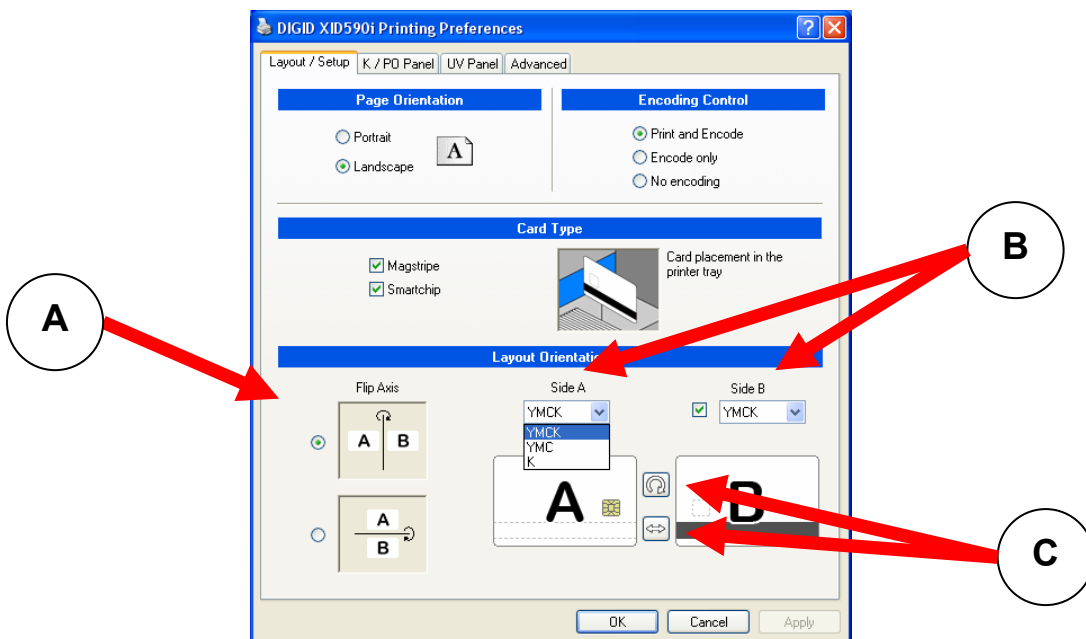 DIGID XID590i Printing Preferences
Layout / Setup K / PO Panel UV Panel Advanced
Page Orientation
Portrait
Landscape
A
Encoding Control
Print and Encode
Encode only
No encoding
Card Type
Magstripe
Smartchip
Card placement in the
printer tray
Layout Orientation
Flip Axis
A B
A
B
Side A
YMCK
YMCK
YMC
K
A
Side B
YMCK
B
OK Cancel Apply
A
B
C